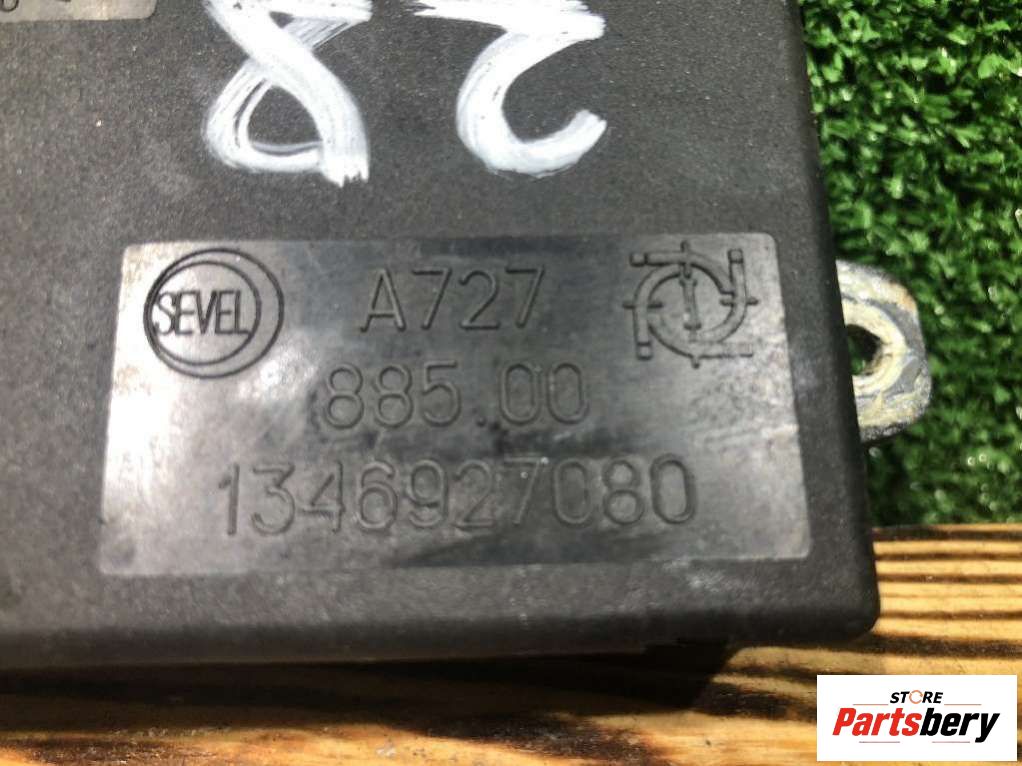 28
SEVEL A727
885.00
1346927080
STORE
Partsbery